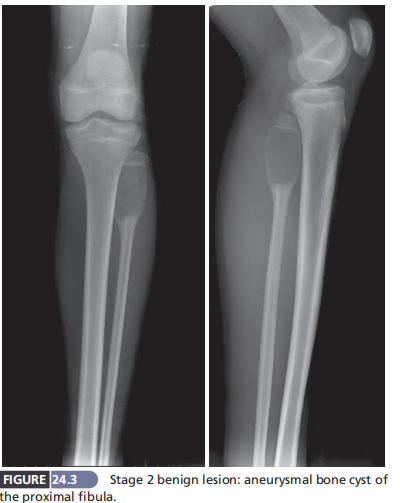 FIGURE 24.3 Stage 2 benign lesion: aneurysmal bone cyst of
the proximal fibula.